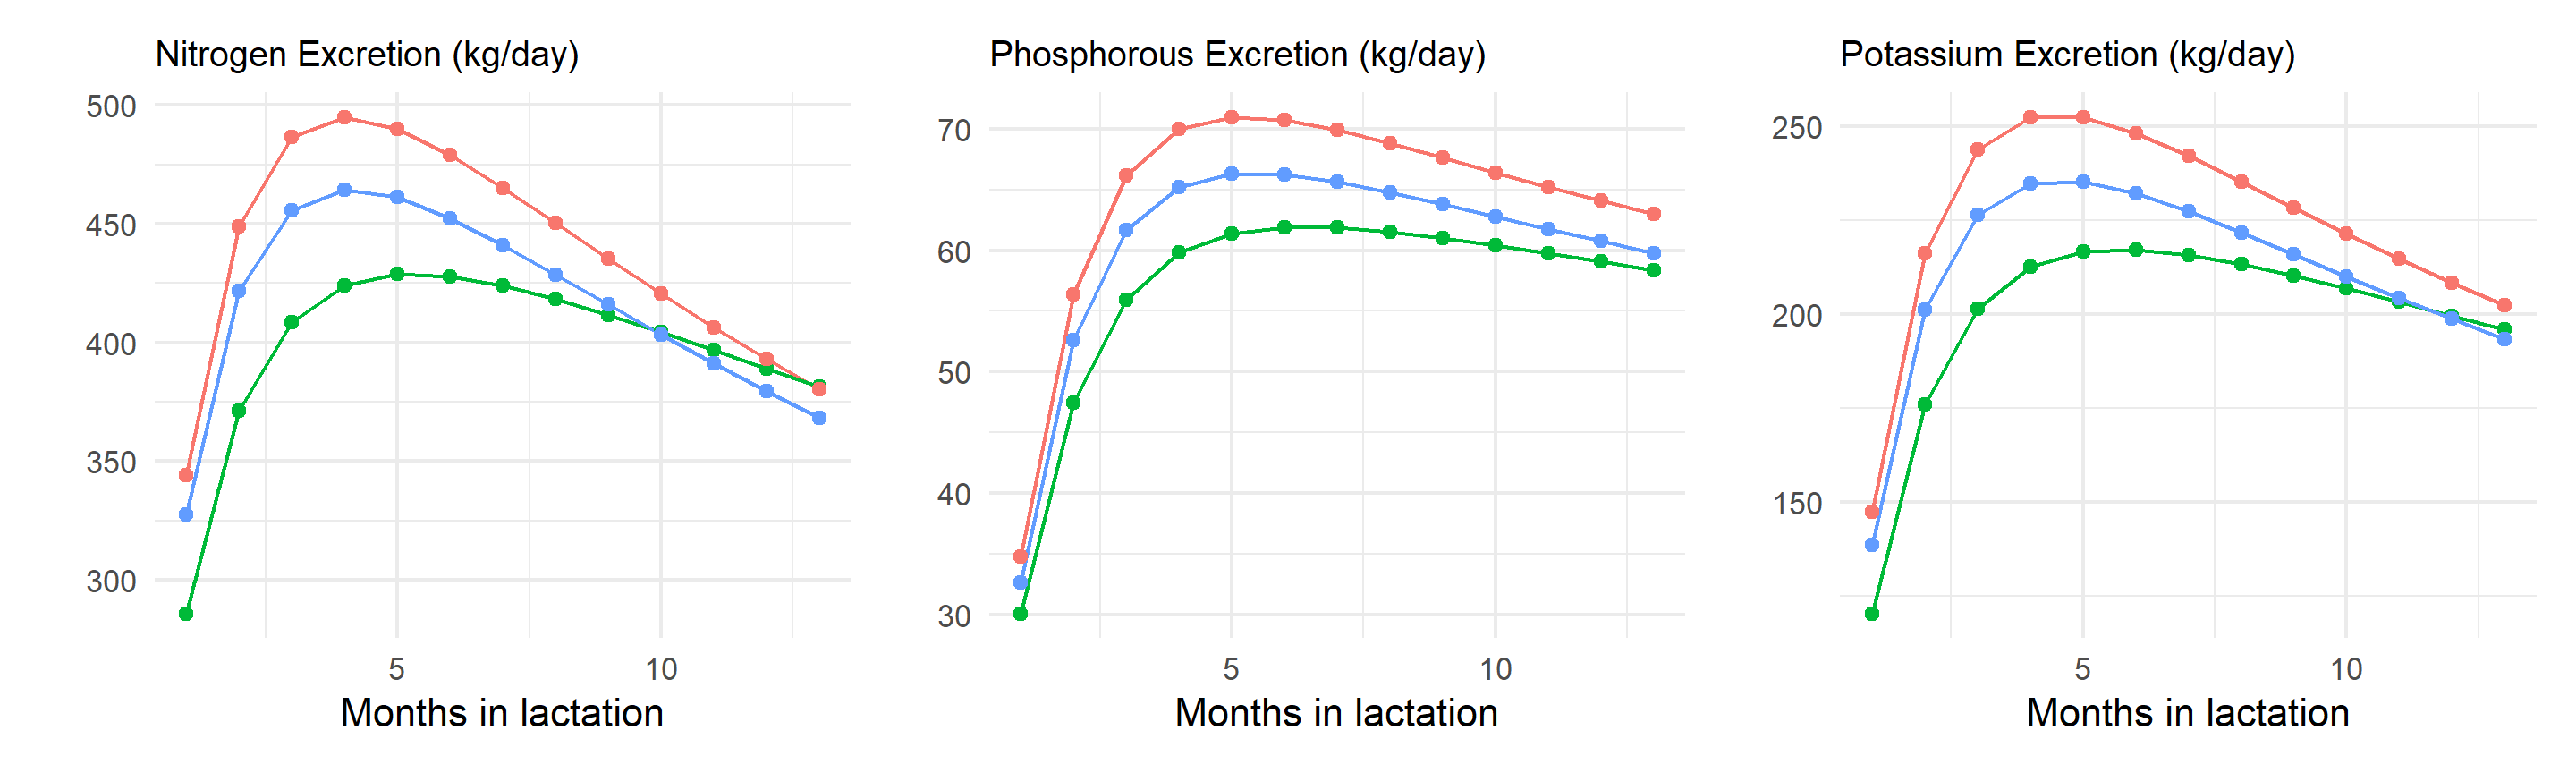 Nitrogen Excretion (kg/day)
500
450
400
350
300
5 10
Months in lactation
Phosphorous Excretion (kg/day)
70
60
50
40
30
5 10
Months in lactation
Potassium Excretion (kg/day)
250
200
150
5 10
Months in lactation